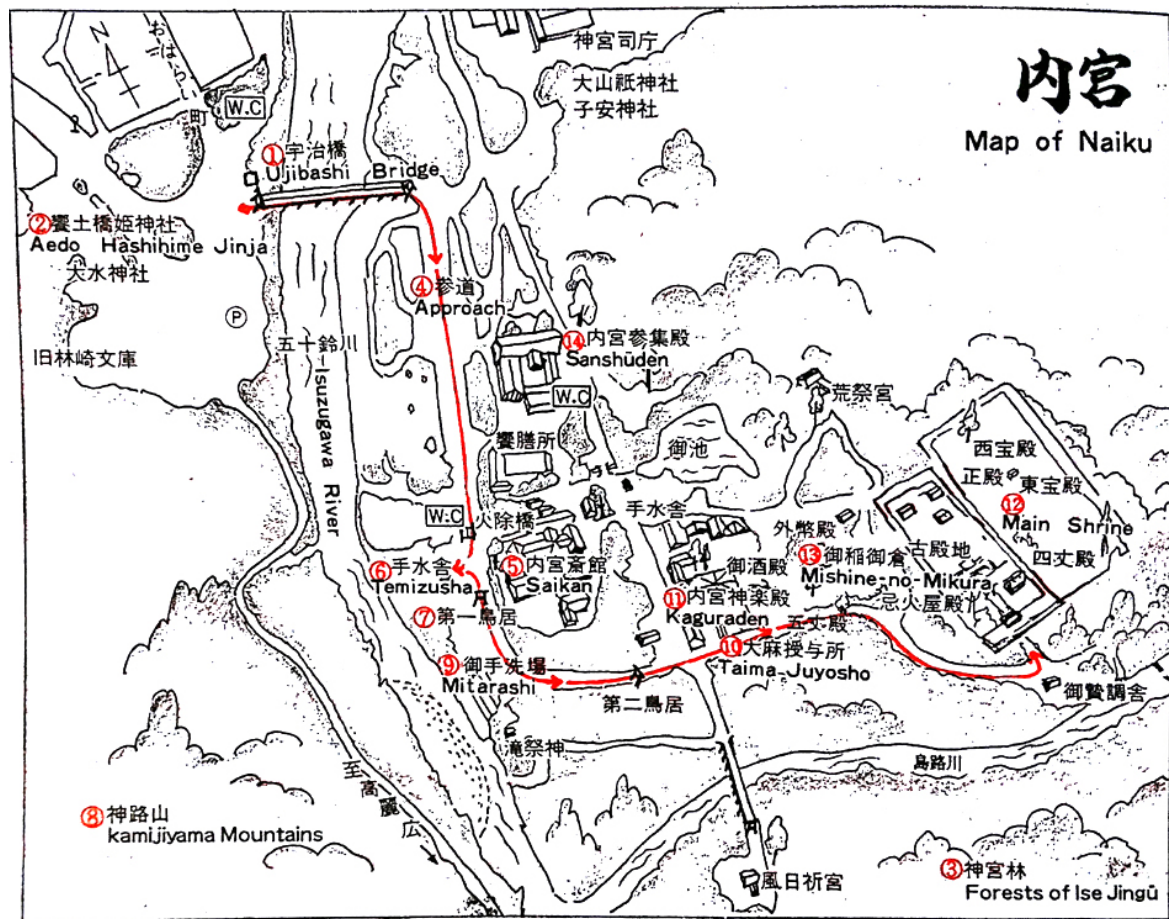 内宮
Map of Naiku
N
おはらい町
W.C
神宮司庁
大山祇神社
子安神社
①宇治橋
Ujibashi Bridge
②饗土橋姫神社
Aedo Hashihime Jinja
大水神社
P
旧林崎文庫
五十鈴川
Isuzugawa River
④参道
Approach
⑭内宮参集殿
Sanshūden
W.C
荒祭宮
饗膳所
御池
西宝殿
正殿
東宝殿
⑫
Main Shrine
四丈殿
W.C
火除橋
手水舎
外幣殿
古殿地
⑥手水舎
Temizusha
⑤内宮斎館
Saikan
御酒殿
⑬御稲御倉
Mishine-no-Mikura
忌火屋殿
⑦第一鳥居
⑪内宮神楽殿
Kaguraden
五丈殿
⑨御手洗場
Mitarashi
⑩大麻授与所
Taima-Juyosho
第二鳥居
御贄調舎
滝祭神
島路川
至高麗広
⑧神路山
kamijiyama Mountains
③神宮林
Forests of Ise Jingū
風日祈宮